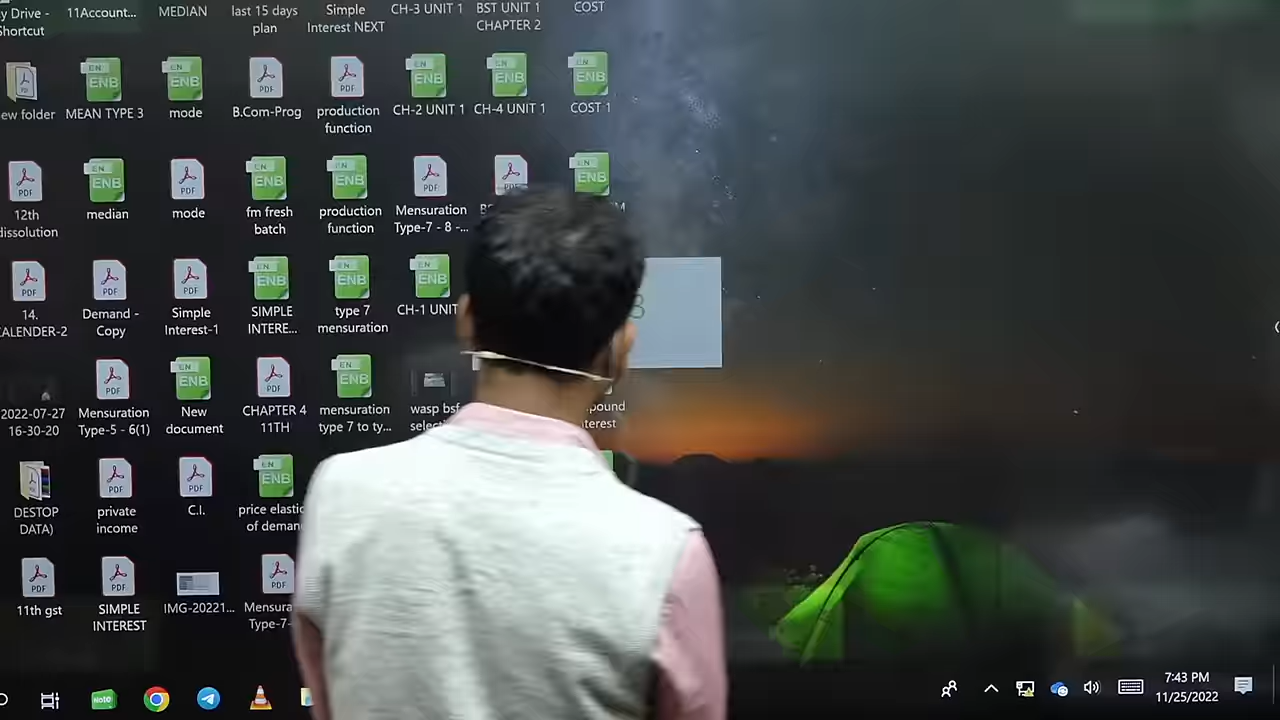 y Drive -
Shortcut
11Account...
MEDIAN
last 15 days
plan
Simple
Interest NEXT
CH-3 UNIT 1
BST UNIT 1
CHAPTER 2
COST
ew folder
MEAN TYPE 3
mode
B.Com-Prog
production
function
CH-2 UNIT 1
CH-4 UNIT 1
COST 1
12th
dissolution
median
mode
fm fresh
batch
production
function
Mensuration
Type-7 - 8 -...
14.
CALENDER-2
Demand -
Copy
Simple
Interest-1
SIMPLE
INTERE...
type 7
mensuration
CH-1 UNIT
2022-07-27
16-30-20
Mensuration
Type-5 - 6(1)
New
document
CHAPTER 4
11TH
mensuration
type 7 to ty...
wasp bsf
selec
pound
terest
DESTOP
DATA)
private
income
C.I.
price elastic
of deman
11th gst
SIMPLE
INTEREST
IMG-20221...
Mensura
Type-7-
Note
7:43 PM
11/25/2022